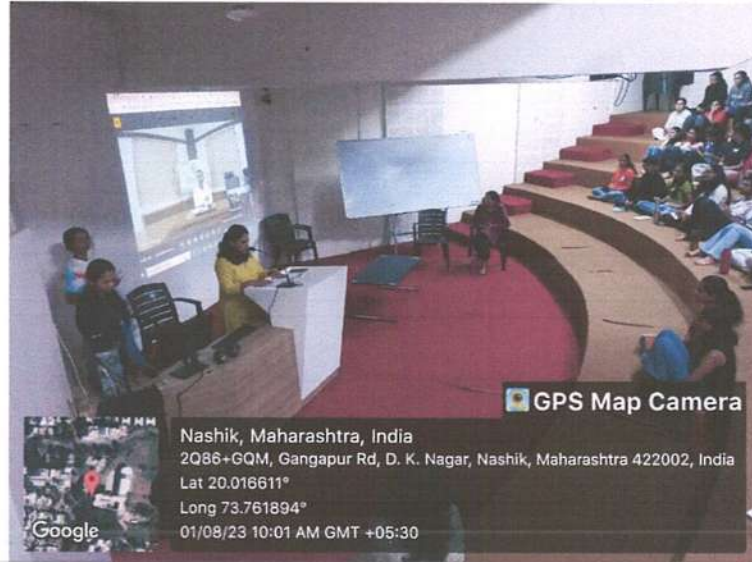 GPS Map Camera
Nashik, Maharashtra, India
2Q86+GQM, Gangapur Rd, D. K. Nagar, Nashik, Maharashtra 422002, India
Lat 20.016611°
Long 73.761894°
01/08/23 10:01 AM GMT +05:30
Google